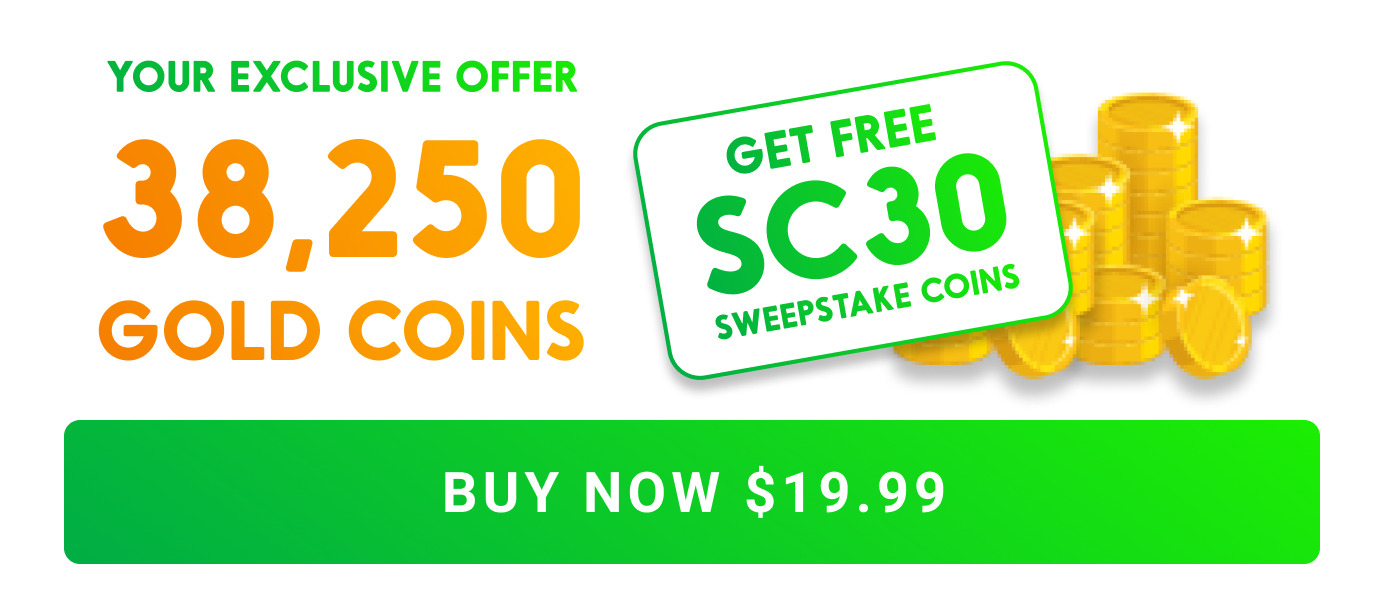 YOUR EXCLUSIVE OFFER
38,250
GOLD COINS
GET FREE
SC30
SWEEPSTAKE COINS
BUY NOW $19.99